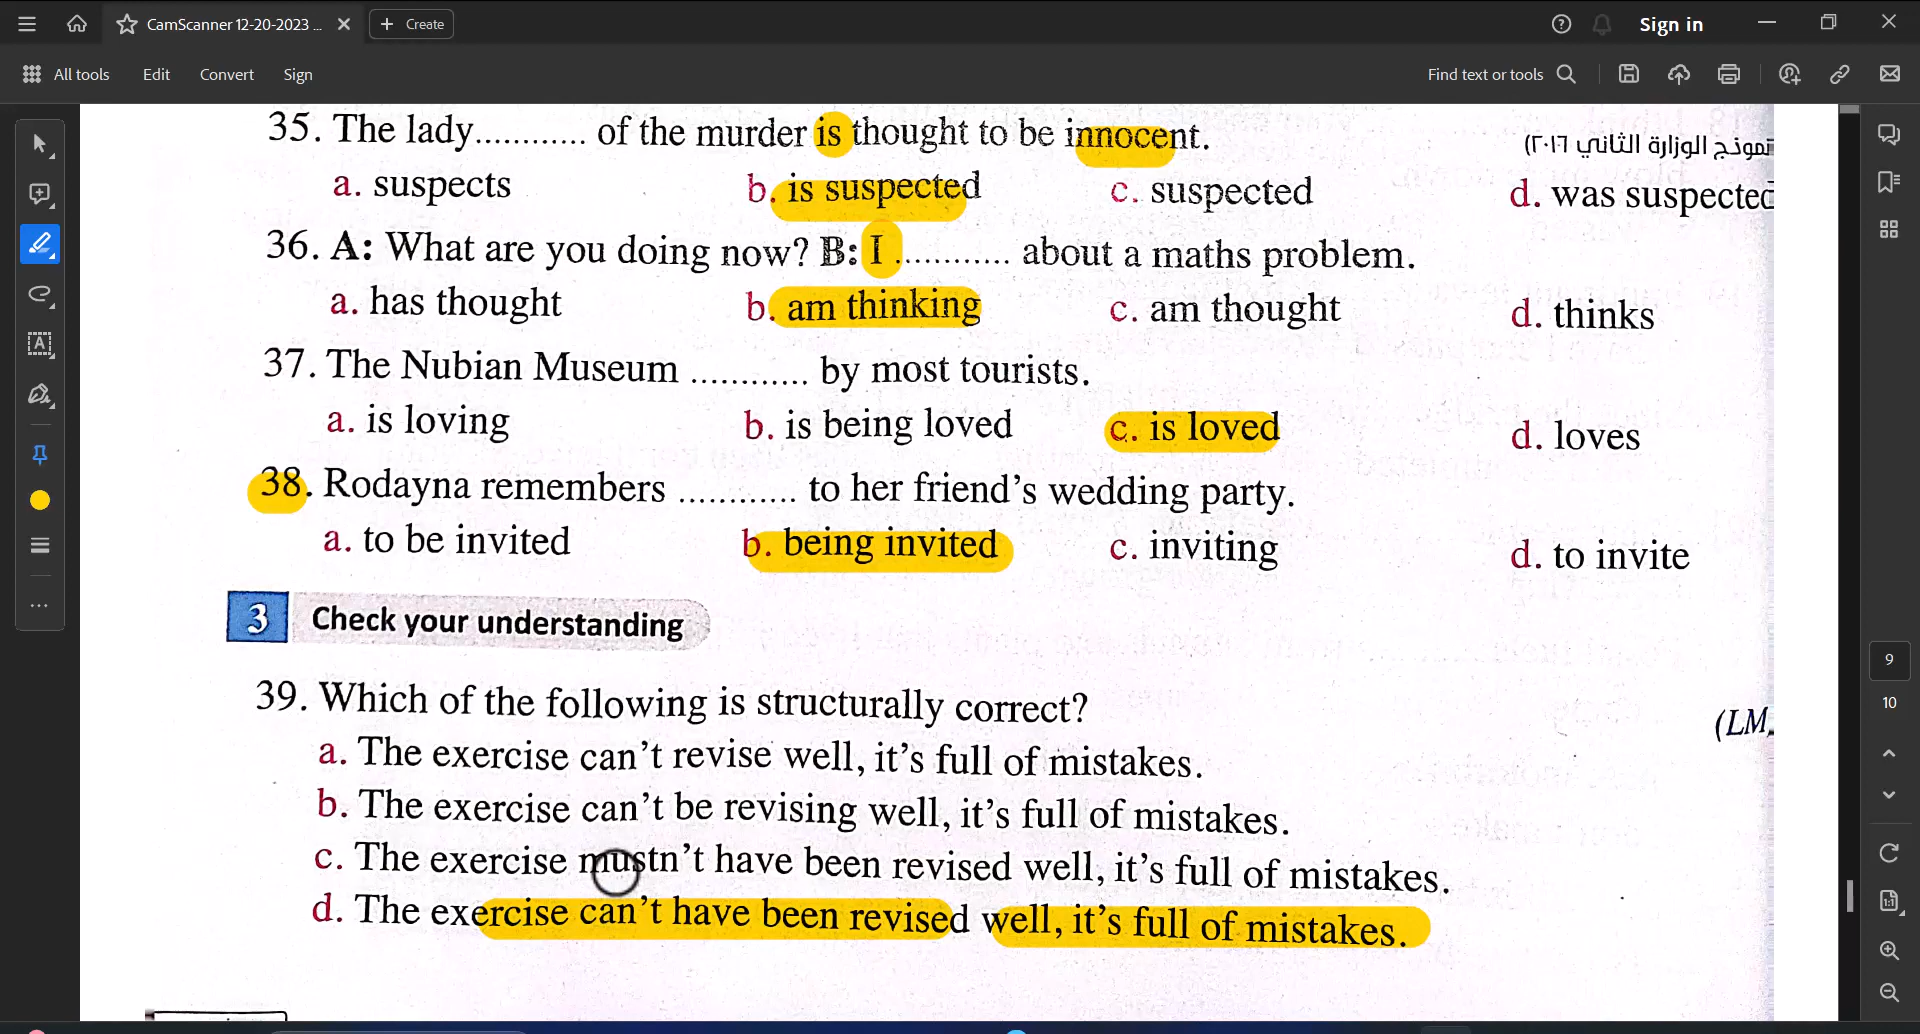 CamScanner 12-20-2023 ...
Create
Sign in
All tools
Edit
Convert
Sign
Find text or tools
35. The lady............ of the murder is thought to be innocent.
نموذج الوزارة الثاني ٢٠١٦)
a. suspects
b. is suspected
c. suspected
d. was suspected
36. A: What are you doing now? B: I ............ about a maths problem.
a. has thought
b. am thinking
c. am thought
d. thinks
37. The Nubian Museum ............ by most tourists.
a. is loving
b. is being loved
c. is loved
d. loves
38. Rodayna remembers ............ to her friend's wedding party.
a. to be invited
b. being invited
c. inviting
d. to invite
3 Check your understanding
39. Which of the following is structurally correct?
(LM,
a. The exercise can't revise well, it's full of mistakes.
b. The exercise can't be revising well, it's full of mistakes.
c. The exercise mustn't have been revised well, it's full of mistakes.
d. The exercise can't have been revised well, it's full of mistakes.
9
10
1:1